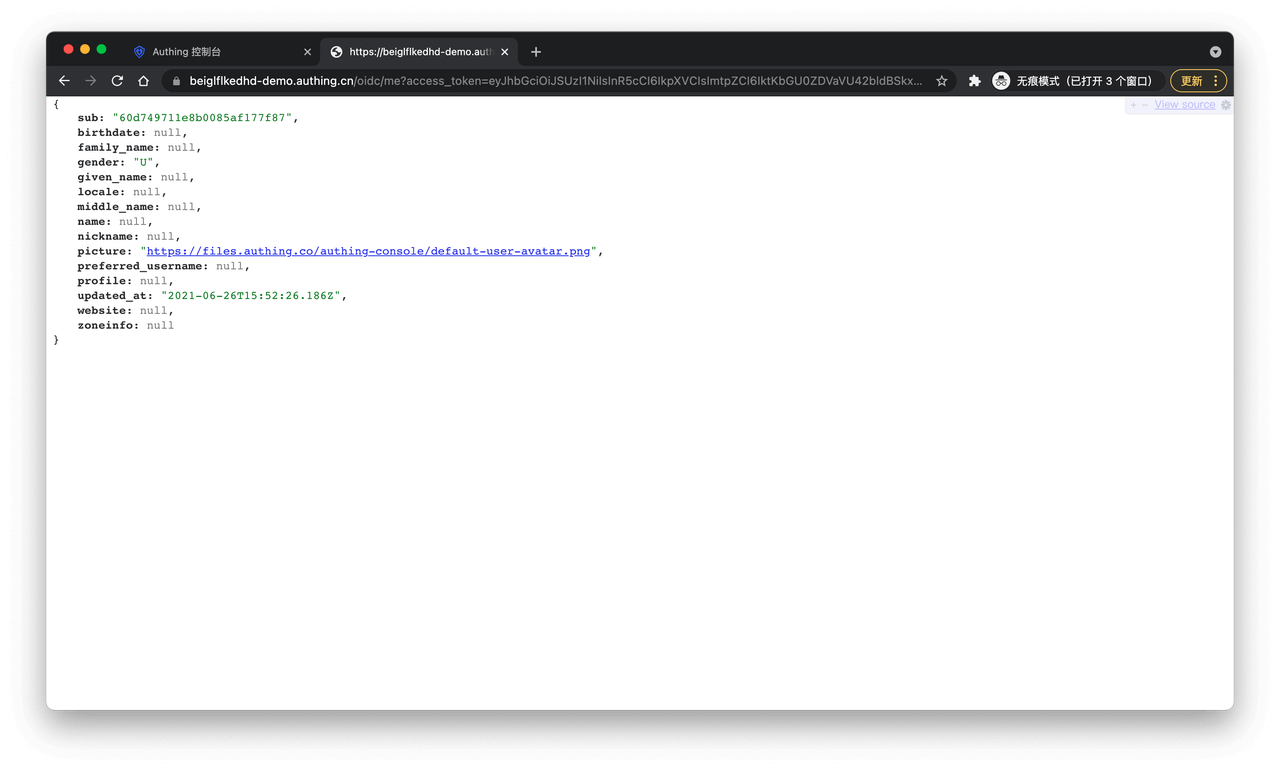 Authing 控制台
https://beiglflkedhd-demo.auth
beiglflkedhd-demo.authing.cn/oidc/me?access_token=eyJhbGciOiJSUzI1NiIsInR5cCI6IkpXVCIsImtpZCI6IktKbGU0ZDVaVU42bldBSkx...
无痕模式（已打开 3 个窗口）
更新
+ - View source
{
sub: "60d749711e8b0085af177f87",
birthdate: null,
family_name: null,
gender: "U",
given_name: null,
locale: null,
middle_name: null,
name: null,
nickname: null,
picture: "https://files.authing.co/authing-console/default-user-avatar.png",
preferred_username: null,
profile: null,
updated_at: "2021-06-26T15:52:26.186Z",
website: null,
zoneinfo: null
}